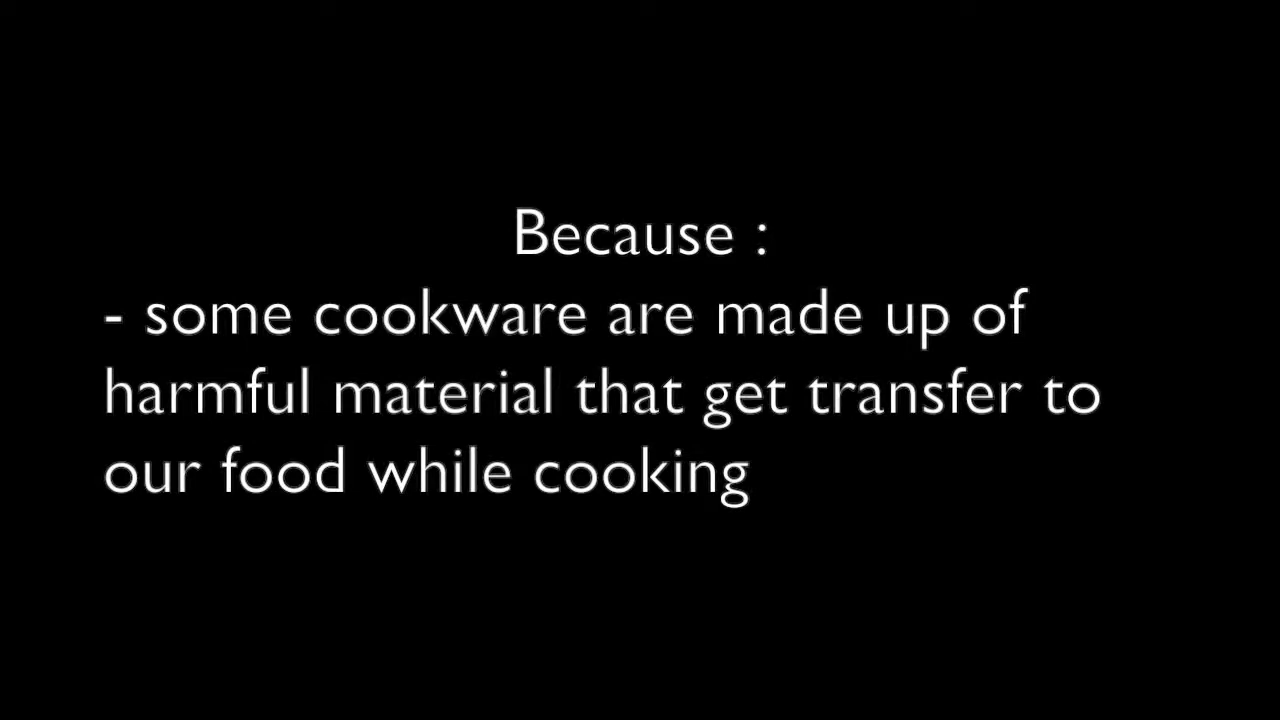 Because :
- some cookware are made up of
harmful material that get transfer to
our food while cooking